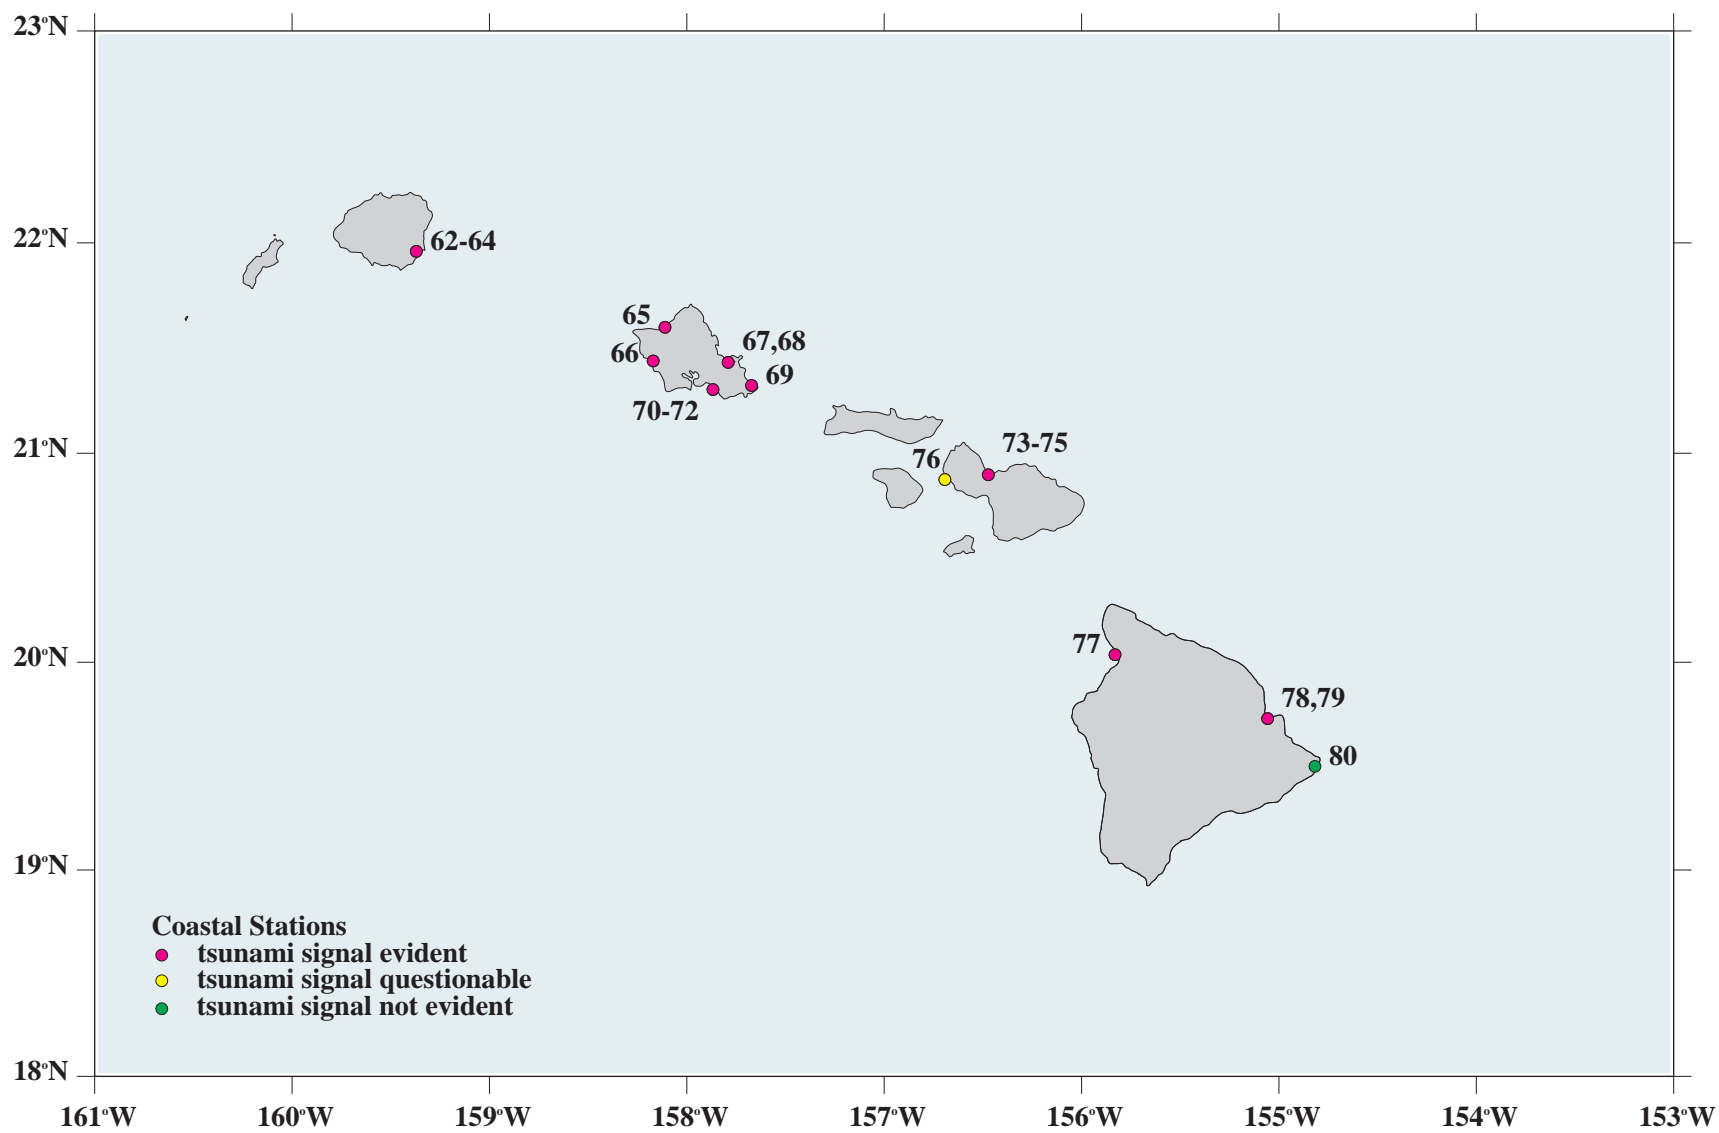 23°N
22°N
62-64
65
67,68
66
69
70-72
21°N
73-75
76
20°N
77
78,79
80
19°N
Coastal Stations
tsunami signal evident
tsunami signal questionable
tsunami signal not evident
18°N
161°W 160°W 159°W 158°W 157°W 156°W 155°W 154°W 153°W